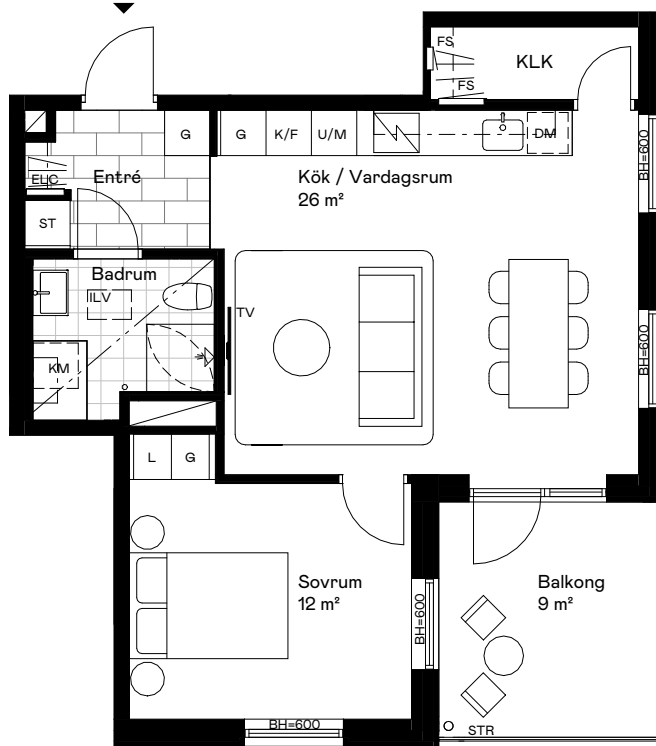 FS
KLK
FS
G
G
K/F
U/M
DM
BH=600
ELC
Entré
Kök / Vardagsrum
26 m²
ST
Badrum
ILV
TV
BH=600
KM
L
G
Sovrum
12 m²
Balkong
9 m²
BH=600
BH=600
STR